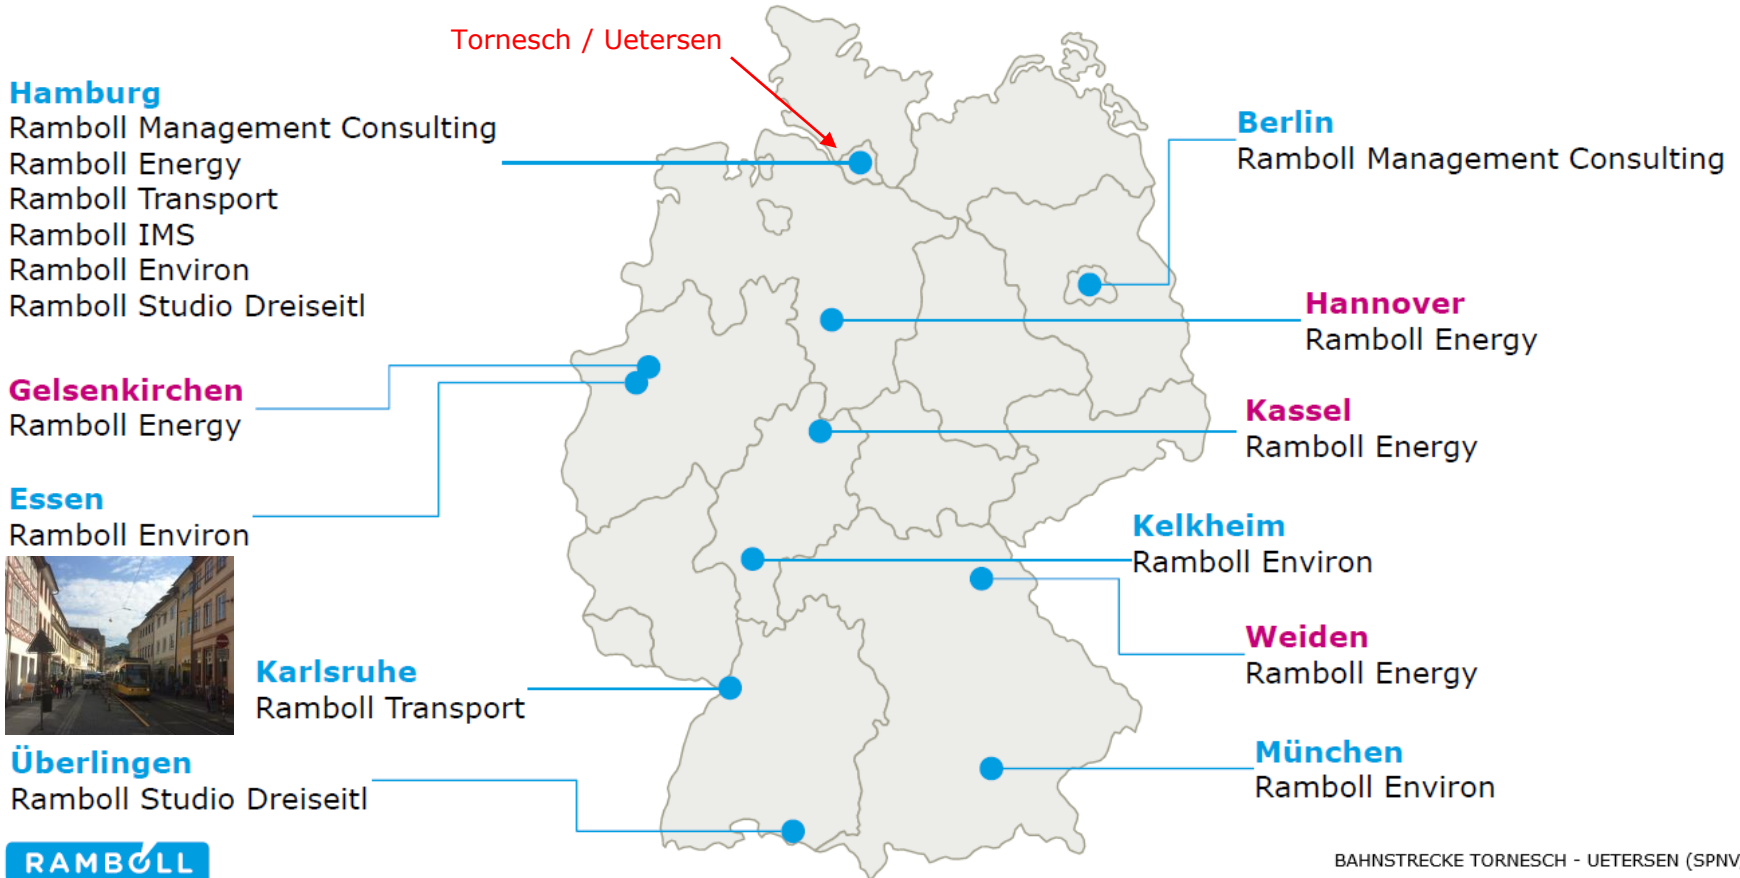 Tornesch / Uetersen
Hamburg
Ramboll Management Consulting
Ramboll Energy
Ramboll Transport
Ramboll IMS
Ramboll Environ
Ramboll Studio Dreiseitl
Berlin
Ramboll Management Consulting
Hannover
Ramboll Energy
Gelsenkirchen
Ramboll Energy
Kassel
Ramboll Energy
Essen
Ramboll Environ
Kelkheim
Ramboll Environ
Weiden
Ramboll Energy
Karlsruhe
Ramboll Transport
München
Ramboll Environ
Überlingen
Ramboll Studio Dreiseitl
RAMBOLL
BAHNSTRECKE TORNESCH - UETERSEN (SPNV,